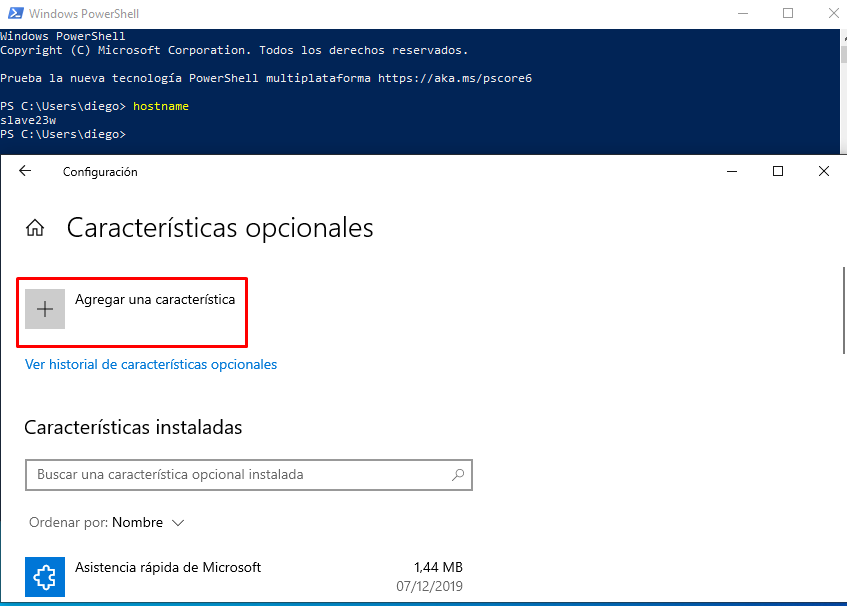 Windows PowerShell
Windows PowerShell
Copyright (C) Microsoft Corporation. Todos los derechos reservados.
Prueba la nueva tecnología PowerShell multiplataforma https://aka.ms/pscore6
PS C:\Users\diego> hostname
slave23w
PS C:\Users\diego>
Configuración
Características opcionales
Agregar una característica
Ver historial de características opcionales
Características instaladas
Buscar una característica opcional instalada
Ordenar por: Nombre
Asistencia rápida de Microsoft 1,44 MB
07/12/2019